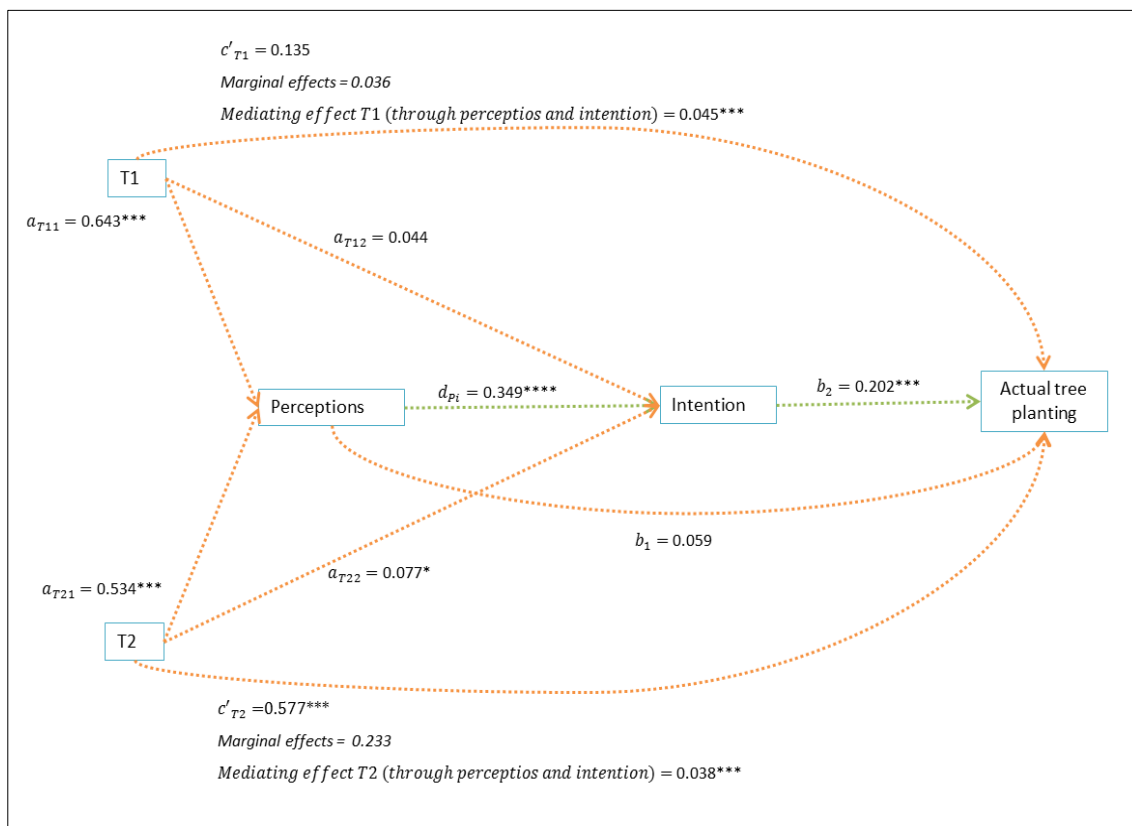 c′T1 = 0.135
Marginal effects = 0.036
Mediating effect T1 (through perceptios and intention) = 0.045***
T1
aT11 = 0.643***
aT12 = 0.044
Perceptions
dPi = 0.349****
Intention
b2 = 0.202***
Actual tree
planting
b1 = 0.059
aT22 = 0.077*
aT21 = 0.534***
T2
c′T2 =0.577***
Marginal effects = 0.233
Mediating effect T2 (through perceptios and intention) = 0.038***